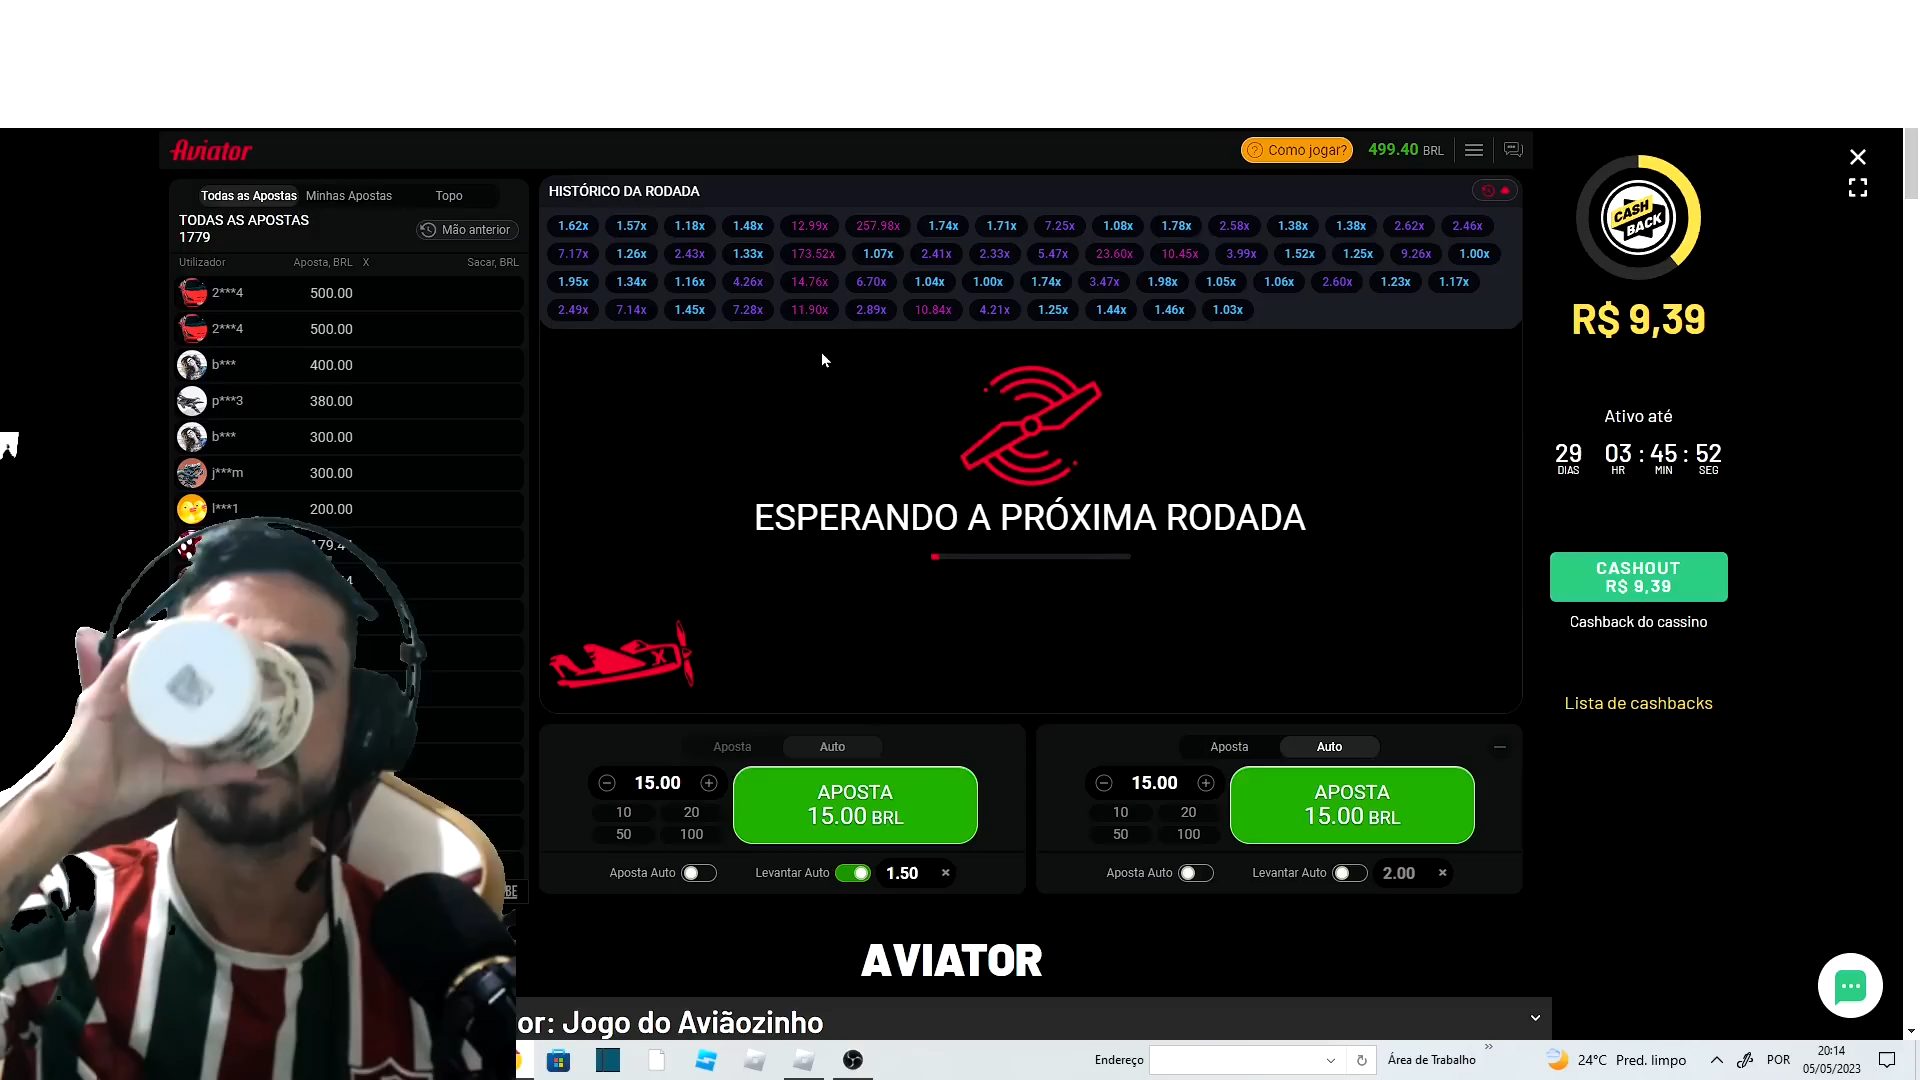 Aviator
? Como jogar? 499.40 BRL
Todas as Apostas Minhas Apostas Topo
TODAS AS APOSTAS
1779
Mão anterior
Utilizador Aposta, BRL X Sacar, BRL
2***4 500.00
2***4 500.00
b*** 400.00
p***3 380.00
b*** 300.00
j***m 300.00
l***1 200.00
HISTÓRICO DA RODADA
1.62x 1.57x 1.18x 1.48x 12.99x 257.98x 1.74x 1.71x 7.25x 1.08x 1.78x 2.58x 1.38x 1.38x 2.62x 2.46x
7.17x 1.26x 2.43x 1.33x 173.52x 1.07x 2.41x 2.33x 5.47x 23.60x 10.45x 3.99x 1.52x 1.25x 9.26x 1.00x
1.95x 1.34x 1.16x 4.26x 14.76x 6.70x 1.04x 1.00x 1.74x 3.47x 1.98x 1.05x 1.06x 2.60x 1.23x 1.17x
2.49x 7.14x 1.45x 7.28x 11.90x 2.89x 10.84x 4.21x 1.25x 1.44x 1.46x 1.03x
ESPERANDO A PRÓXIMA RODADA
Aposta Auto
15.00
10 20
50 100
APOSTA
15.00 BRL
Aposta Auto Levantar Auto 1.50 ×
Aposta Auto
15.00
10 20
50 100
APOSTA
15.00 BRL
Aposta Auto Levantar Auto 2.00 ×
AVIATOR
or: Jogo do Aviãozinho
CASH
BACK
R$ 9,39
Ativo até
29 03 : 45 : 52
DIAS HR MIN SEG
CASHOUT
R$ 9,39
Cashback do cassino
Lista de cashbacks
Endereço Área de Trabalho » 24°C Pred. limpo POR 20:14
05/05/2023